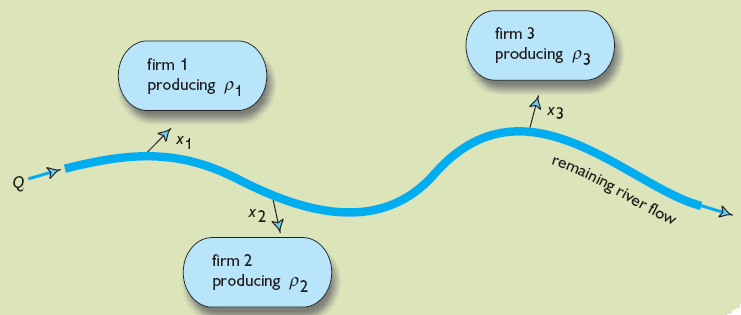 firm 1
producing ρ1
x1
Q
x2
firm 2
producing ρ2
firm 3
producing ρ3
x3
remaining river flow